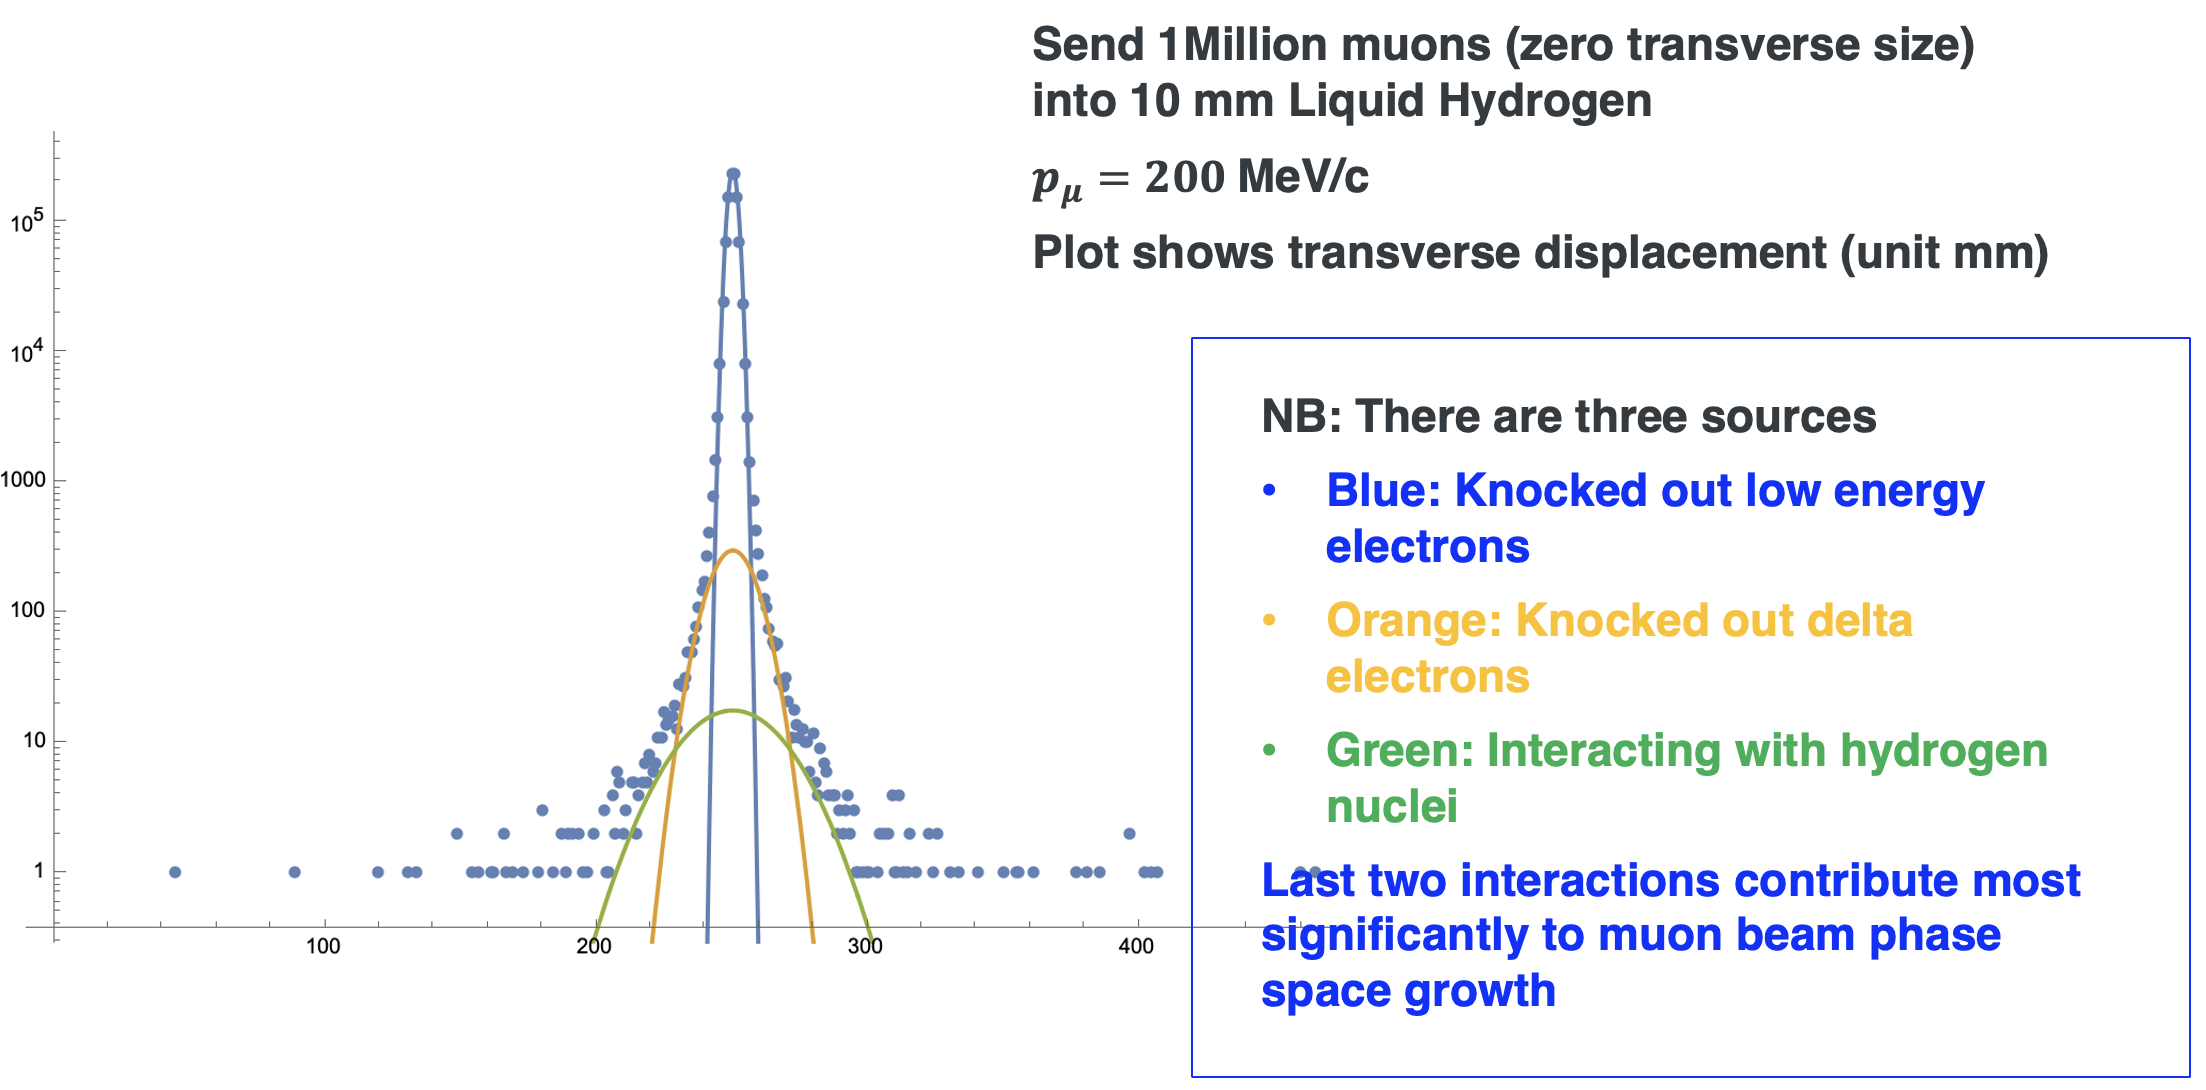 Send 1Million muons (zero transverse size)
into 10 mm Liquid Hydrogen
pμ = 200 MeV/c
Plot shows transverse displacement (unit mm)
10^5
10^4
1000
100
10
1
100
200
300
400
NB: There are three sources
• Blue: Knocked out low energy
electrons
• Orange: Knocked out delta
electrons
• Green: Interacting with hydrogen
nuclei
Last two interactions contribute most
significantly to muon beam phase
space growth